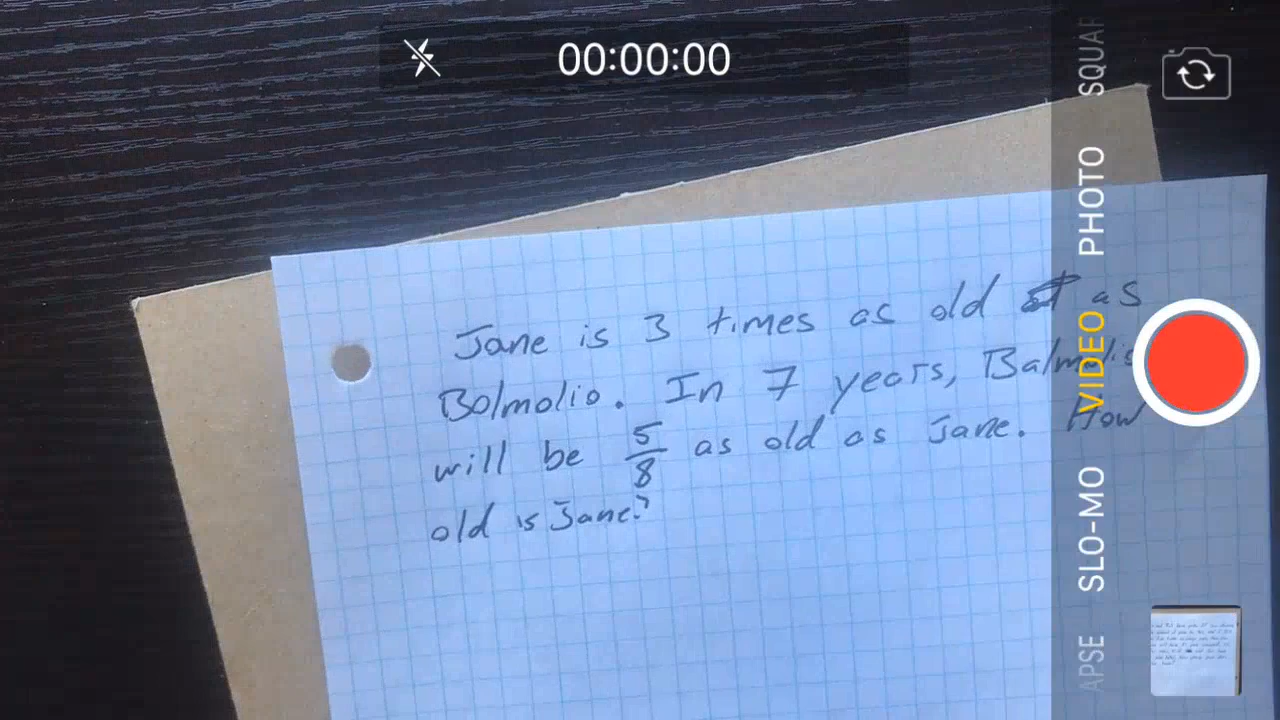 00:00:00
SQUAR
PHOTO
VIDEO
SLO-MO
APSE
Jane is 3 times as old as
Bolmolio. In 7 years, Balmolio
will be 5/8 as old as Jane. How
old is Jane?